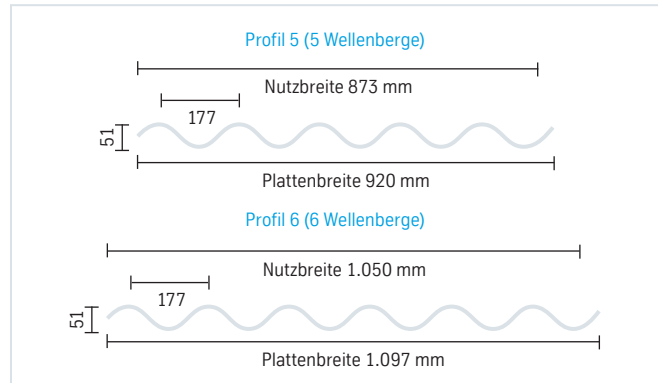 Profil 5 (5 Wellenberge)
Nutzbreite 873 mm
177
51
Plattenbreite 920 mm
Profil 6 (6 Wellenberge)
Nutzbreite 1.050 mm
177
51
Plattenbreite 1.097 mm